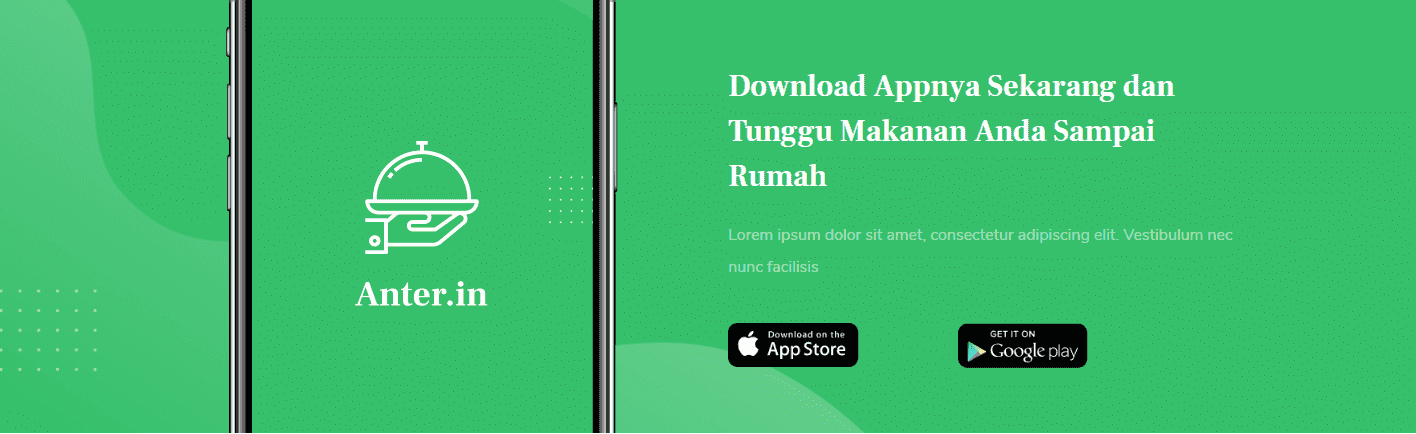 Anter.in
Download Appnya Sekarang dan
Tunggu Makanan Anda Sampai
Rumah
Lorem ipsum dolor sit amet, consectetur adipiscing elit. Vestibulum nec
nunc facilisis
Download on the
App Store
GET IT ON
Google play